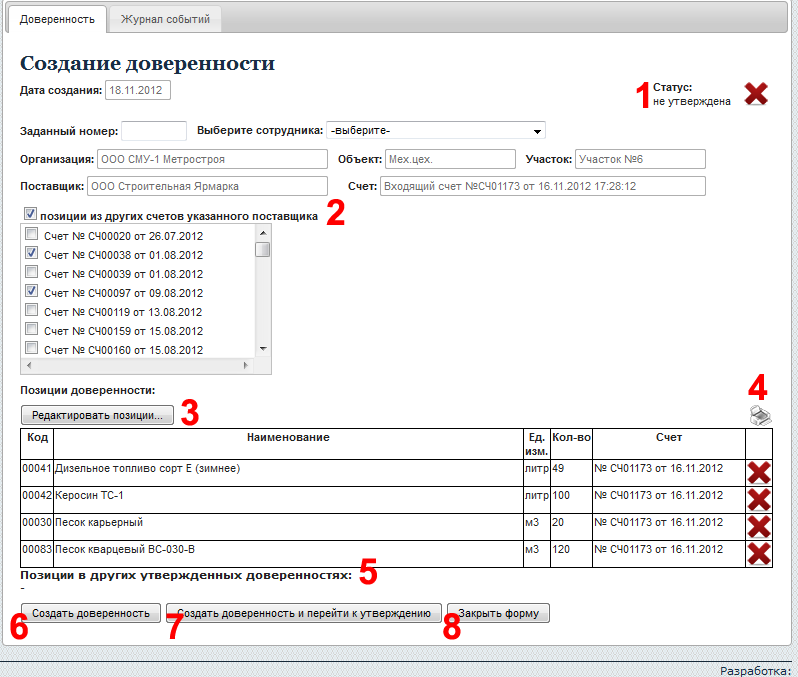 Доверенность Журнал событий
Создание доверенности
Дата создания: 18.11.2012
1 Статус:
не утверждена
Заданный номер: Выберите сотрудника: -выберите-
Организация: ООО СМУ-1 Метростроя Объект: Мех.цех. Участок: Участок №6
Поставщик: ООО Строительная Ярмарка Счет: Входящий счет №СЧ01173 от 16.11.2012 17:28:12
позиции из других счетов указанного поставщика 2
Счет № СЧ00020 от 26.07.2012
Счет № СЧ00038 от 01.08.2012
Счет № СЧ00039 от 01.08.2012
Счет № СЧ00097 от 09.08.2012
Счет № СЧ00119 от 13.08.2012
Счет № СЧ00159 от 15.08.2012
Счет № СЧ00160 от 15.08.2012
Позиции доверенности:
4
Редактировать позиции... 3
Код Наименование Ед. изм. Кол-во Счет
00041 Дизельное топливо сорт Е (зимнее) литр 49 № СЧ01173 от 16.11.2012
00042 Керосин ТС-1 литр 100 № СЧ01173 от 16.11.2012
00030 Песок карьерный м3 20 № СЧ01173 от 16.11.2012
00083 Песок кварцевый ВС-030-В м3 120 № СЧ01173 от 16.11.2012
Позиции в других утвержденных доверенностях: 5
-
Создать доверенность Создать доверенность и перейти к утверждению Закрыть форму
6 7 8
Разработка: